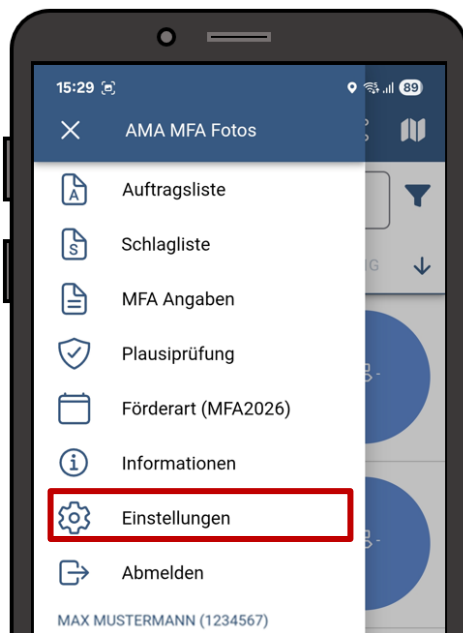 15:29 89
AMA MFA Fotos
A Auftragsliste
G
S Schlagliste
MFA Angaben
Plausiprüfung
Förderart (MFA2026)
i Informationen
Einstellungen
Abmelden
MAX MUSTERMANN (1234567)